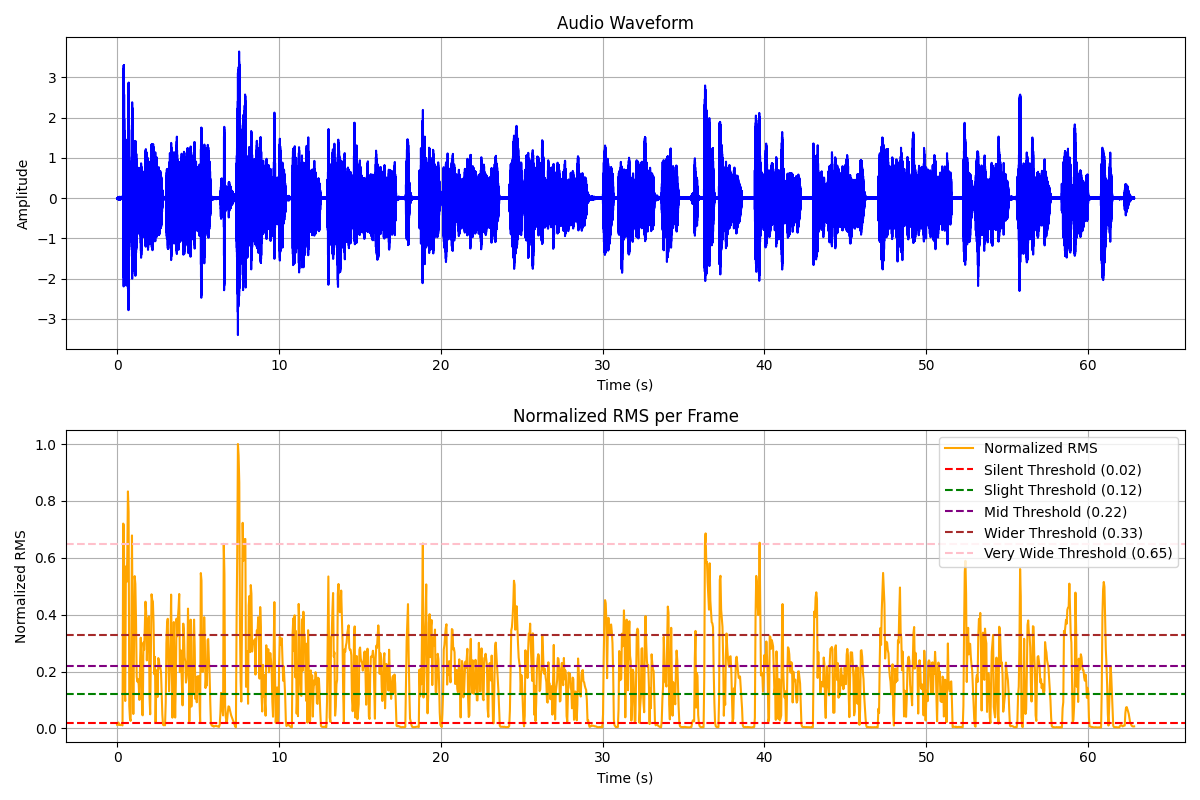 Audio Waveform
3
2
1
0
−1
−2
−3
Amplitude
0 10 20 30 40 50 60
Time (s)
Normalized RMS per Frame
1.0
0.8
0.6
0.4
0.2
0.0
Normalized RMS
Normalized RMS
Silent Threshold (0.02)
Slight Threshold (0.12)
Mid Threshold (0.22)
Wider Threshold (0.33)
Very Wide Threshold (0.65)
0 10 20 30 40 50 60
Time (s)